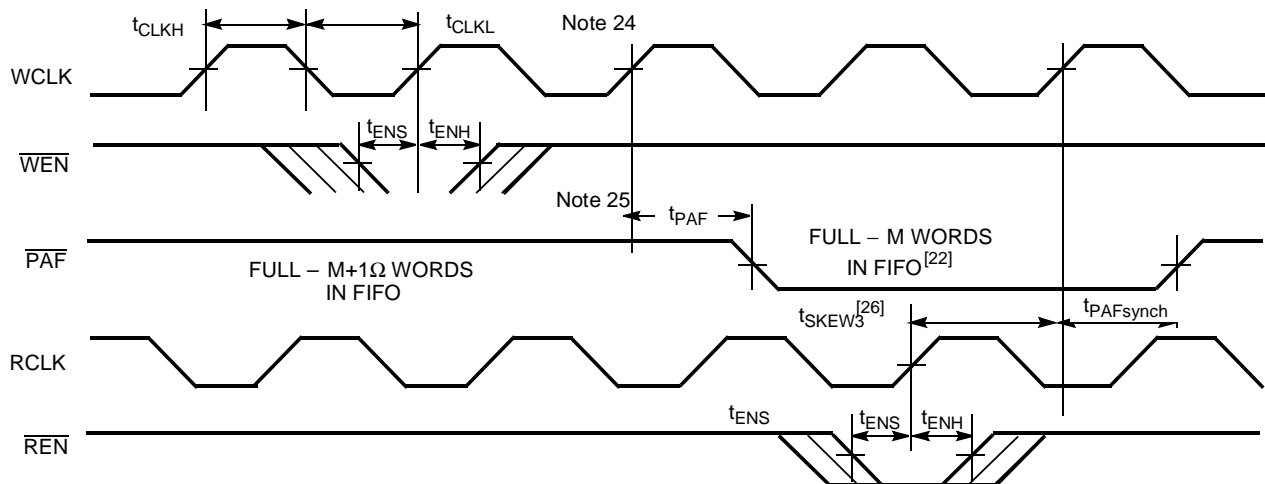 tCLKH
tCLKL
Note 24
WCLK
tENS
tENH
WEN
Note 25
tPAF
PAF
FULL – M WORDS
IN FIFO[22]
FULL – M+1Ω WORDS
IN FIFO
tSKEW3[26]
tPAFsynch
RCLK
tENS
tENS
tENH
REN